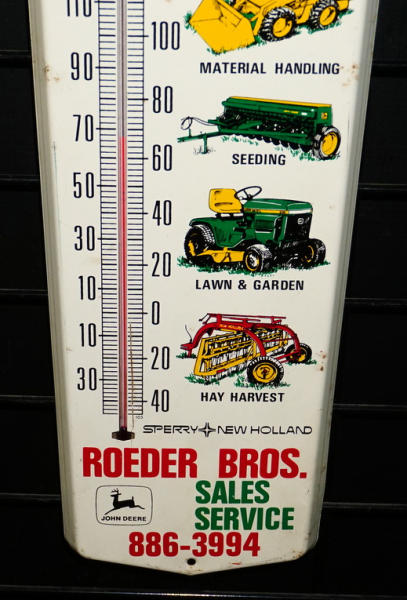 110
100
90
MATERIAL HANDLING
80
70
60
SEEDING
50
40
30
20
LAWN & GARDEN
10
0
10
20
30
40
HAY HARVEST
SPERRY NEW HOLLAND
ROEDER BROS.
SALES
SERVICE
JOHN DEERE
886-3994